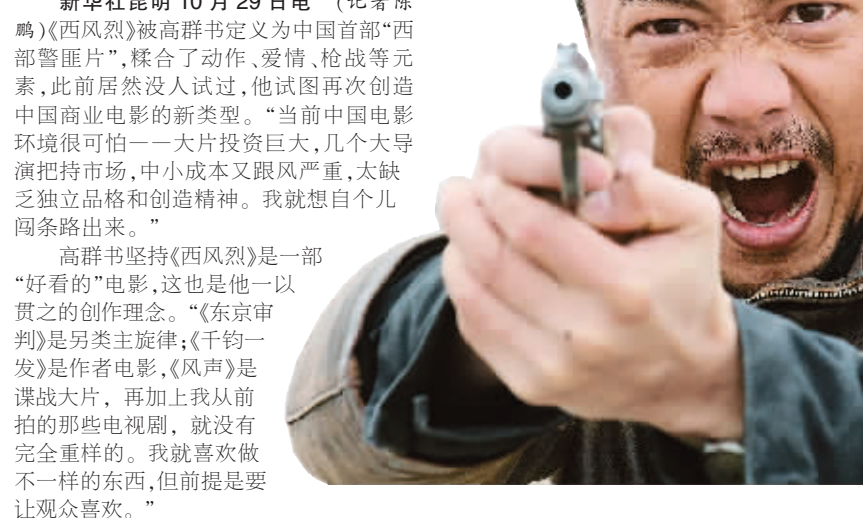 新华社昆明10月29日电 （记者陈
鹏）《西风烈》被高群书定义为中国首部“西
部警匪片”，糅合了动作、爱情、枪战等元
素，此前居然没人试过，他试图再次创造
中国商业电影的新类型。“当前中国电影
环境很可怕——大片投资巨大，几个大导
演把持市场，中小成本又跟风严重，太缺
乏独立品格和创造精神。我就想自个儿
闯条路出来。”
高群书坚持《西风烈》是一部
“好看的”电影，这也是他一以
贯之的创作理念。“《东京审
判》是另类主旋律；《千钧一
发》是作者电影，《风声》是
谍战大片，再加上我从前
拍的那些电视剧，就没有
完全重样的。我就喜欢做
不一样的东西，但前提是要
让观众喜欢。”